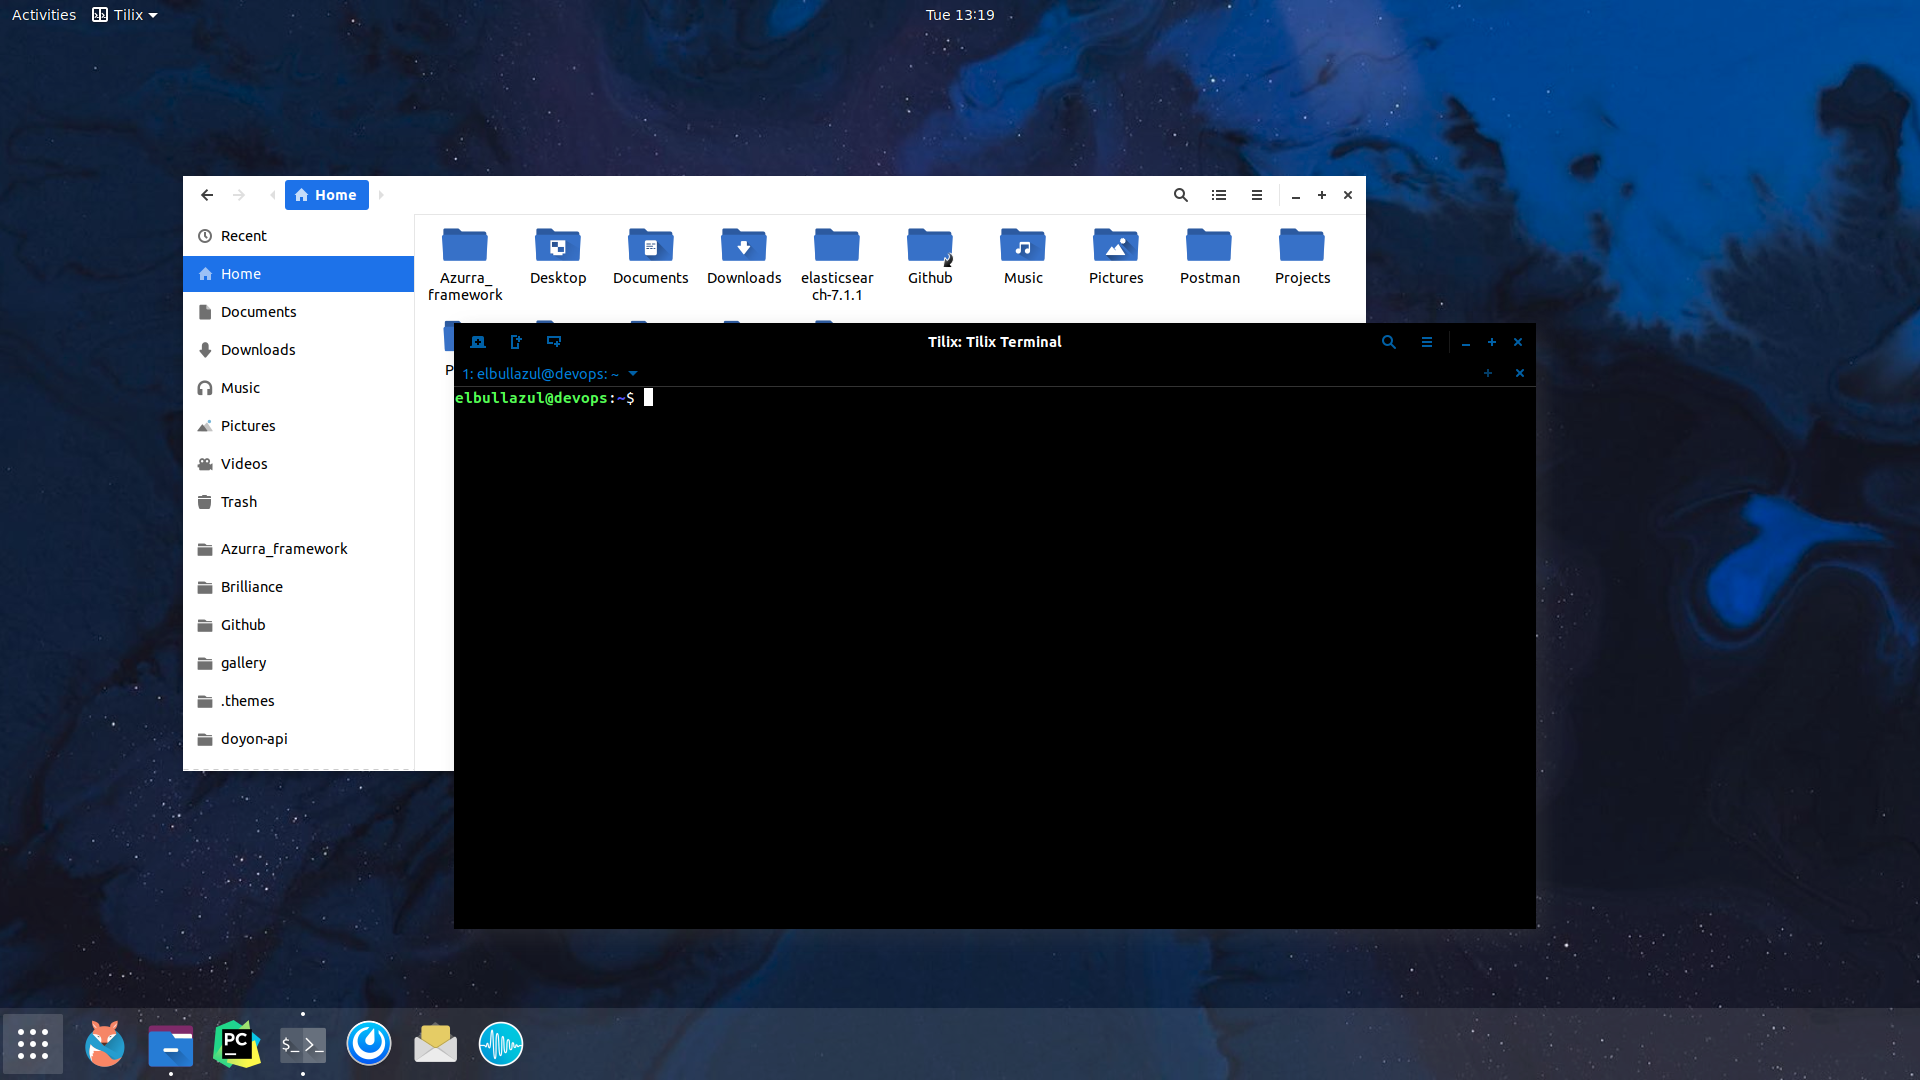 Activities Tilix
Tue 13:19
Home
Recent
Home
Documents
Downloads
Music
Pictures
Videos
Trash
Azurra_framework
Brilliance
Github
gallery
.themes
doyon-api
Azurra_
framework
Desktop
Documents
Downloads
elasticsear
ch-7.1.1
Github
Music
Pictures
Postman
Projects
P
Tilix: Tilix Terminal
1: elbullazul@devops: ~
elbullazul@devops:~$
PC
$_ >_